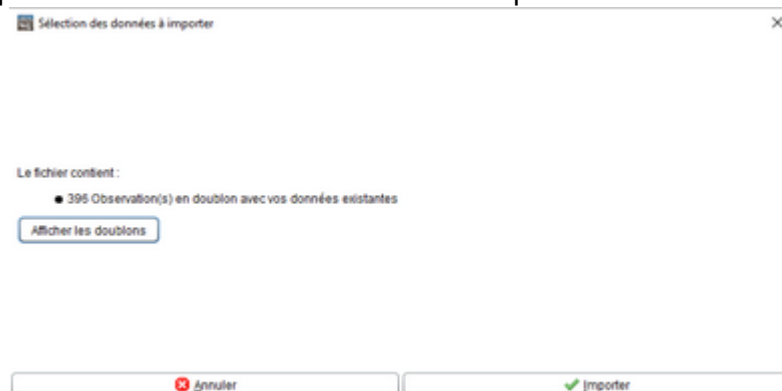 Sélection des données à importer
Le fichier contient :
● 395 Observation(s) en doublon avec vos données existantes
Afficher les doublons
Annuler
Importer